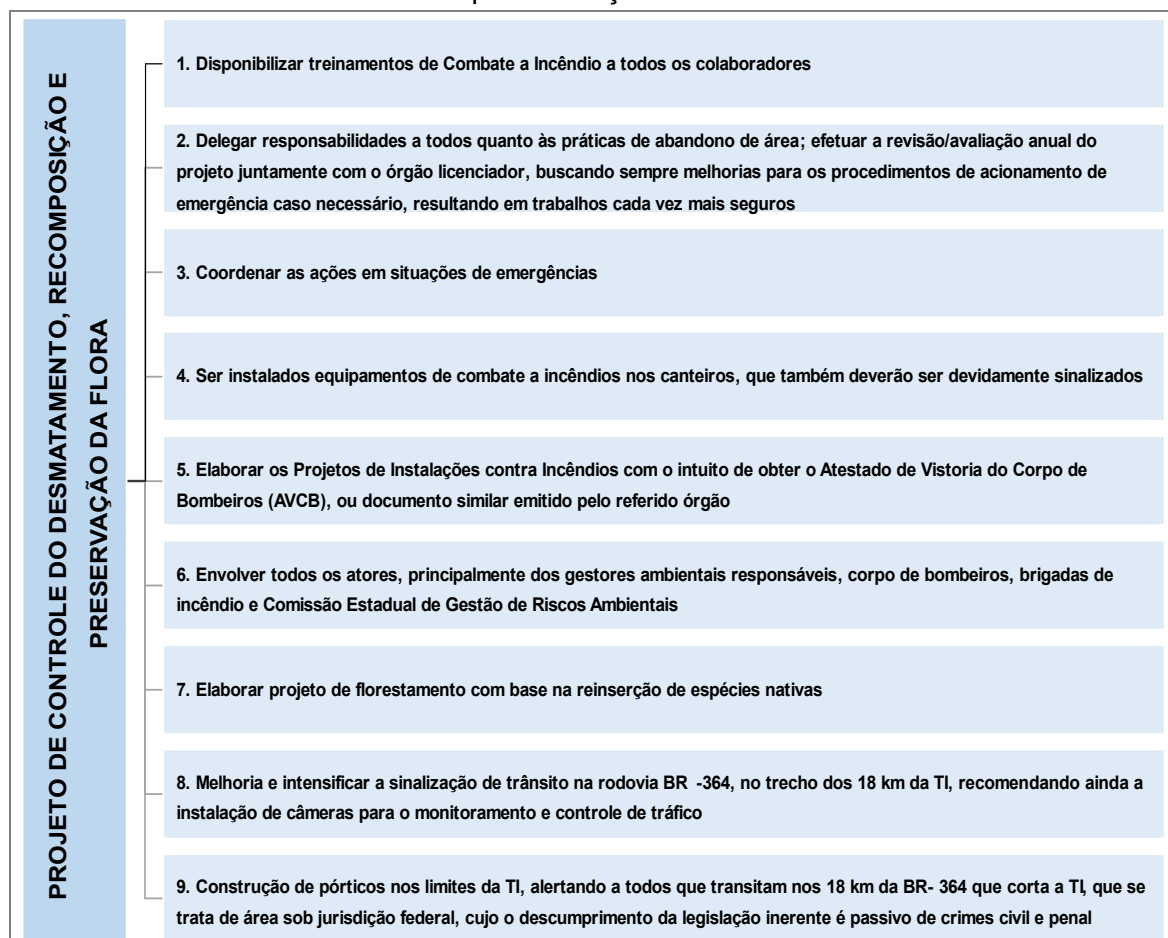 PROJETO DE CONTROLE DO DESMATAMENTO, RECOMPOSIÇÃO E
PRESERVAÇÃO DA FLORA
1. Disponibilizar treinamentos de Combate a Incêndio a todos os colaboradores
2. Delegar responsabilidades a todos quanto às práticas de abandono de área; efetuar a revisão/avaliação anual do
projeto juntamente com o órgão licenciador, buscando sempre melhorias para os procedimentos de acionamento de
emergência caso necessário, resultando em trabalhos cada vez mais seguros
3. Coordenar as ações em situações de emergências
4. Ser instalados equipamentos de combate a incêndios nos canteiros, que também deverão ser devidamente sinalizados
5. Elaborar os Projetos de Instalações contra Incêndios com o intuito de obter o Atestado de Vistoria do Corpo de
Bombeiros (AVCB), ou documento similar emitido pelo referido órgão
6. Envolver todos os atores, principalmente dos gestores ambientais responsáveis, corpo de bombeiros, brigadas de
incêndio e Comissão Estadual de Gestão de Riscos Ambientais
7. Elaborar projeto de florestamento com base na reinserção de espécies nativas
8. Melhoria e intensificar a sinalização de trânsito na rodovia BR -364, no trecho dos 18 km da TI, recomendando ainda a
instalação de câmeras para o monitoramento e controle de tráfico
9. Construção de pórticos nos limites da TI, alertando a todos que transitam nos 18 km da BR- 364 que corta a TI, que se
trata de área sob jurisdição federal, cujo o descumprimento da legislação inerente é passivo de crimes civil e penal